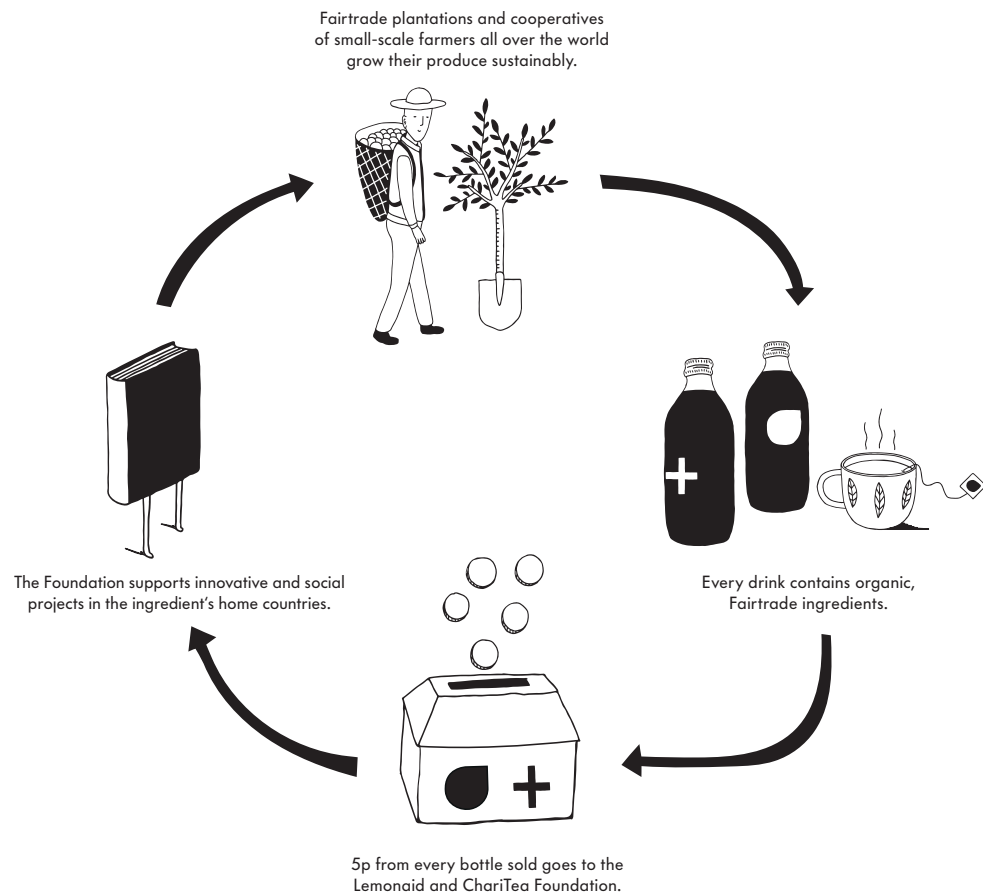 Fairtrade plantations and cooperatives
of small-scale farmers all over the world
grow their produce sustainably.
Every drink contains organic,
Fairtrade ingredients.
5p from every bottle sold goes to the
Lemonaid and ChariTea Foundation.
The Foundation supports innovative and social
projects in the ingredient‘s home countries.